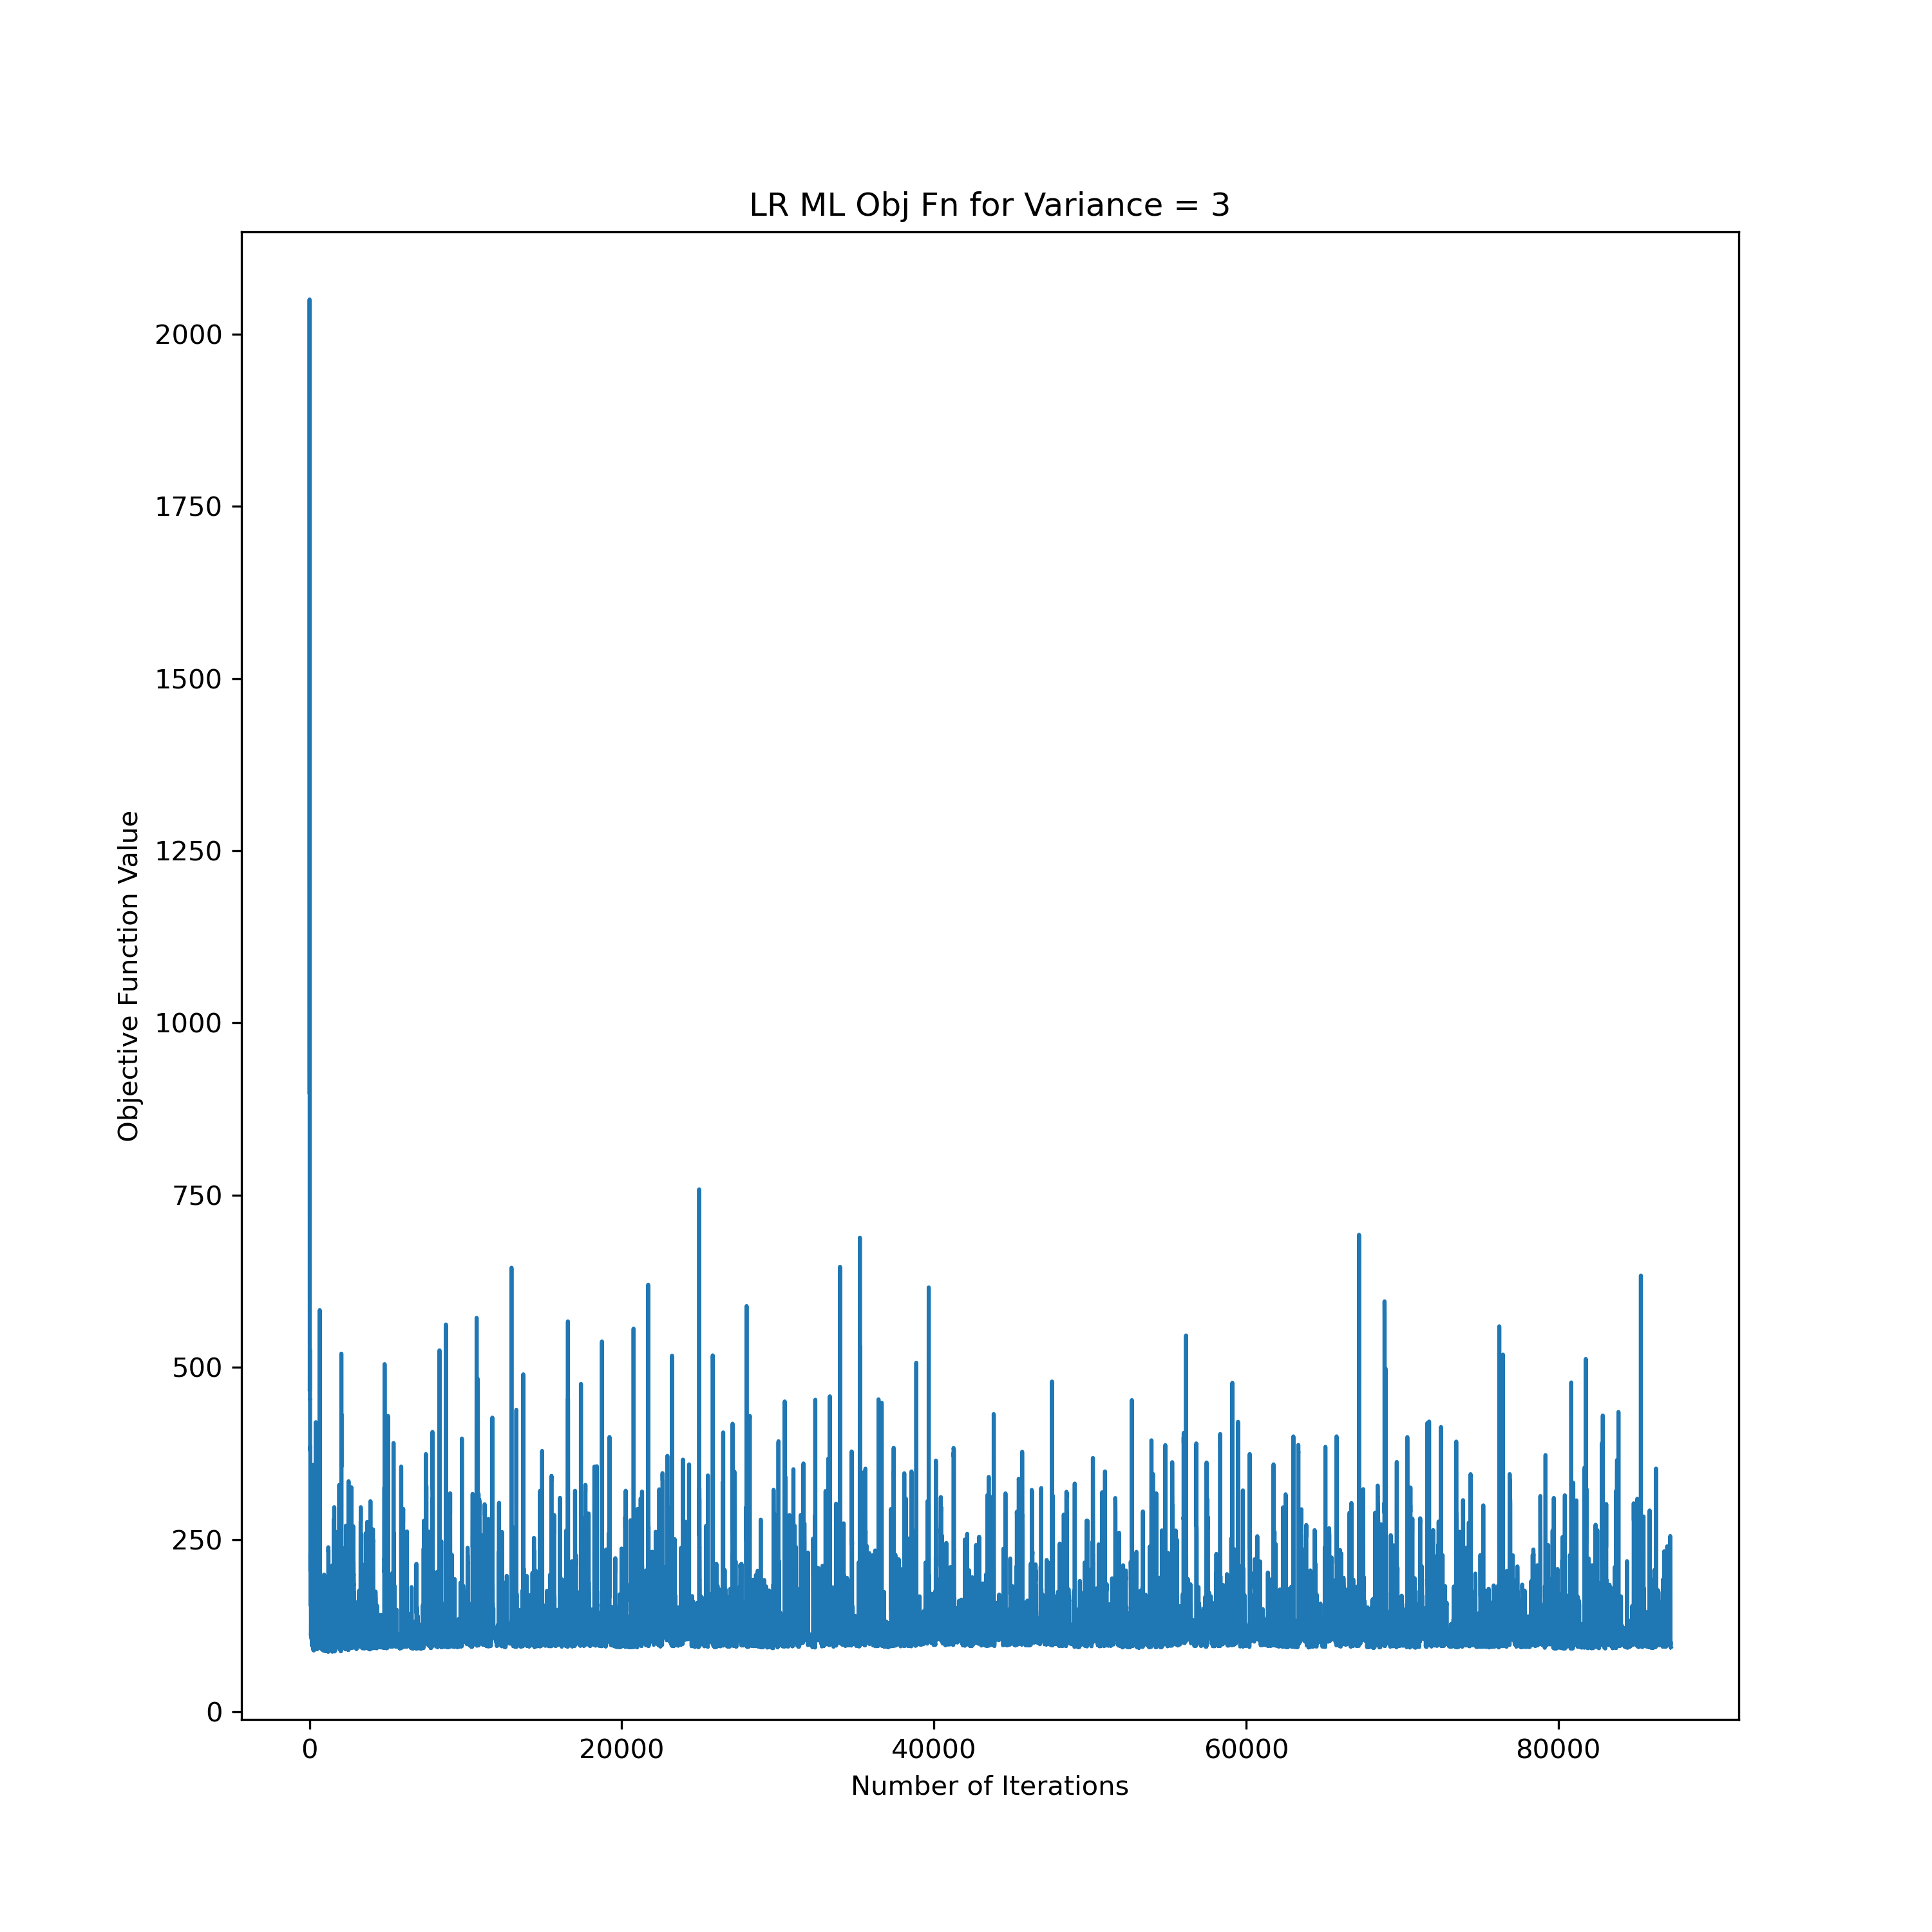 LR ML Obj Fn for Variance = 3
2000
1750
1500
1250
1000
750
500
250
0
Objective Function Value
0 20000 40000 60000 80000
Number of Iterations